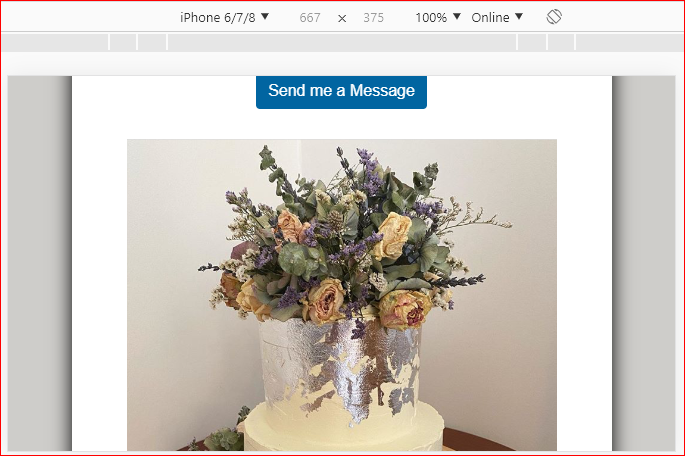 iPhone 6/7/8 ▼ 667 × 375 100% ▼ Online ▼
Send me a Message